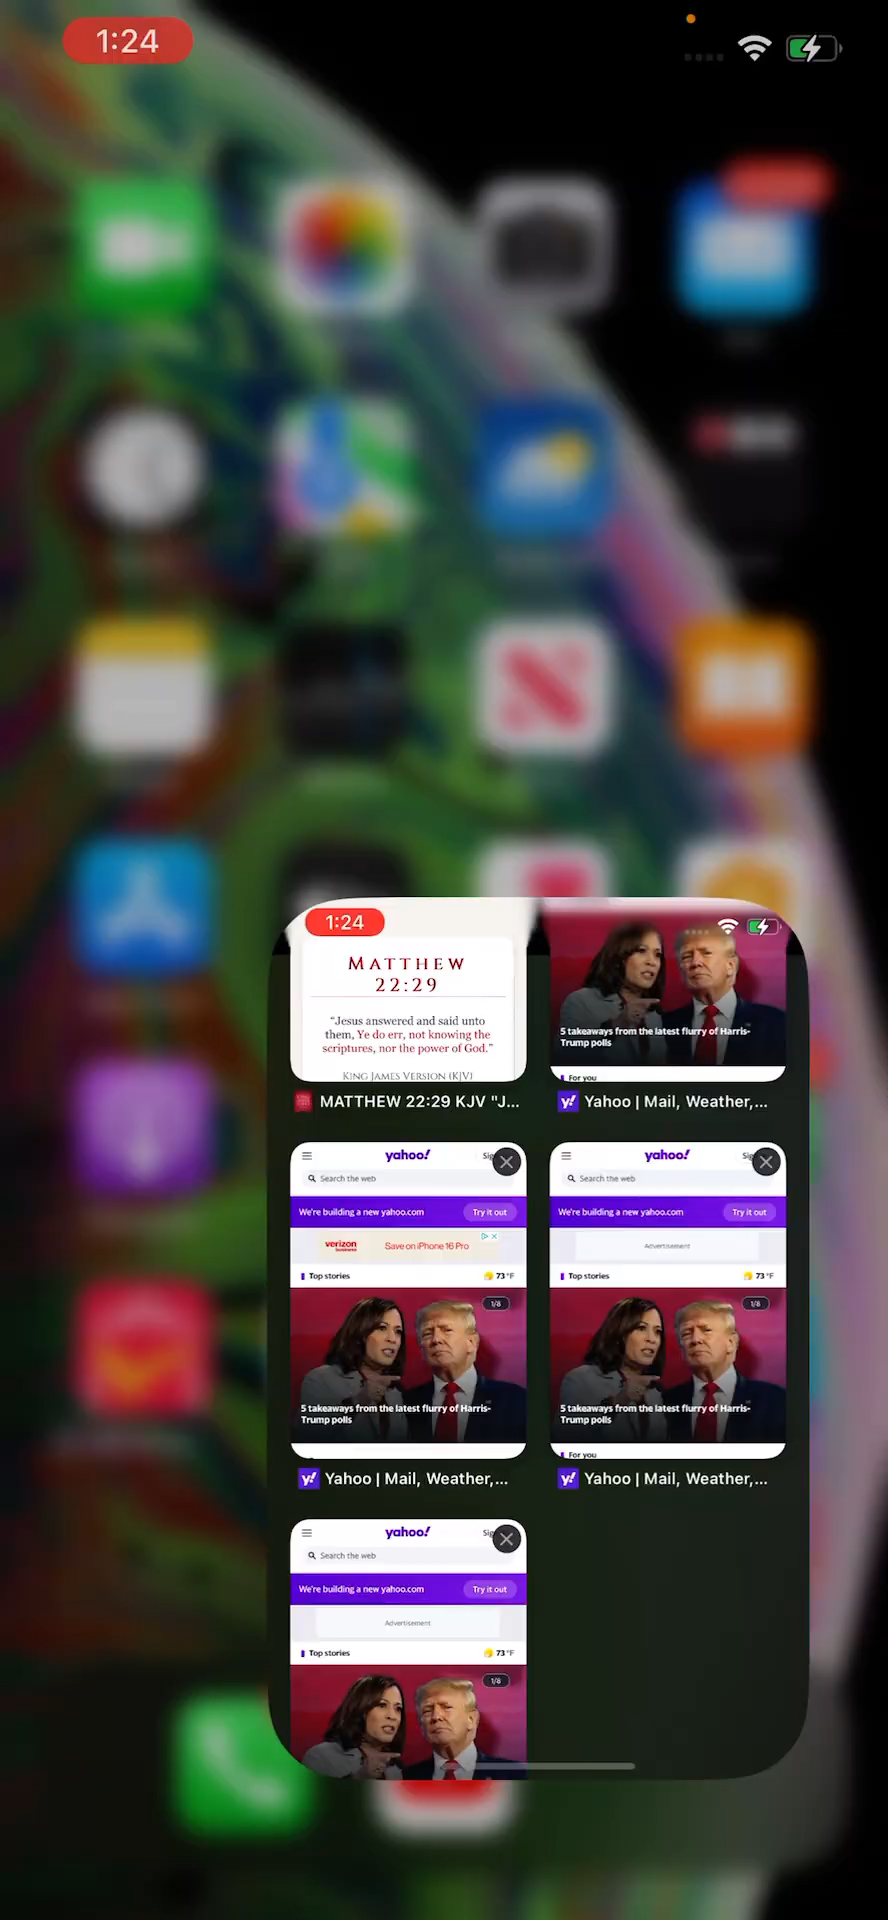 1:24
1:24
MATTHEW
22:29
“Jesus answered and said unto
them, Ye do err, not knowing the
scriptures, nor the power of God.”
KING JAMES VERSION (KJV)
MATTHEW 22:29 KJV "J...
5 takeaways from the latest flurry of Harris-
Trump polls
For you
y! Yahoo | Mail, Weather,...
yahoo!
Sig
Search the web
We're building a new yahoo.com
Try it out
verizon
business
Save on iPhone 16 Pro
Top stories
73°F
1/8
5 takeaways from the latest flurry of Harris-
Trump polls
y! Yahoo | Mail, Weather,...
yahoo!
Sig
Search the web
We're building a new yahoo.com
Try it out
Advertisement
Top stories
73°F
1/8
5 takeaways from the latest flurry of Harris-
Trump polls
For you
y! Yahoo | Mail, Weather,...
yahoo!
Sig
Search the web
We're building a new yahoo.com
Try it out
Advertisement
Top stories
73°F
1/8